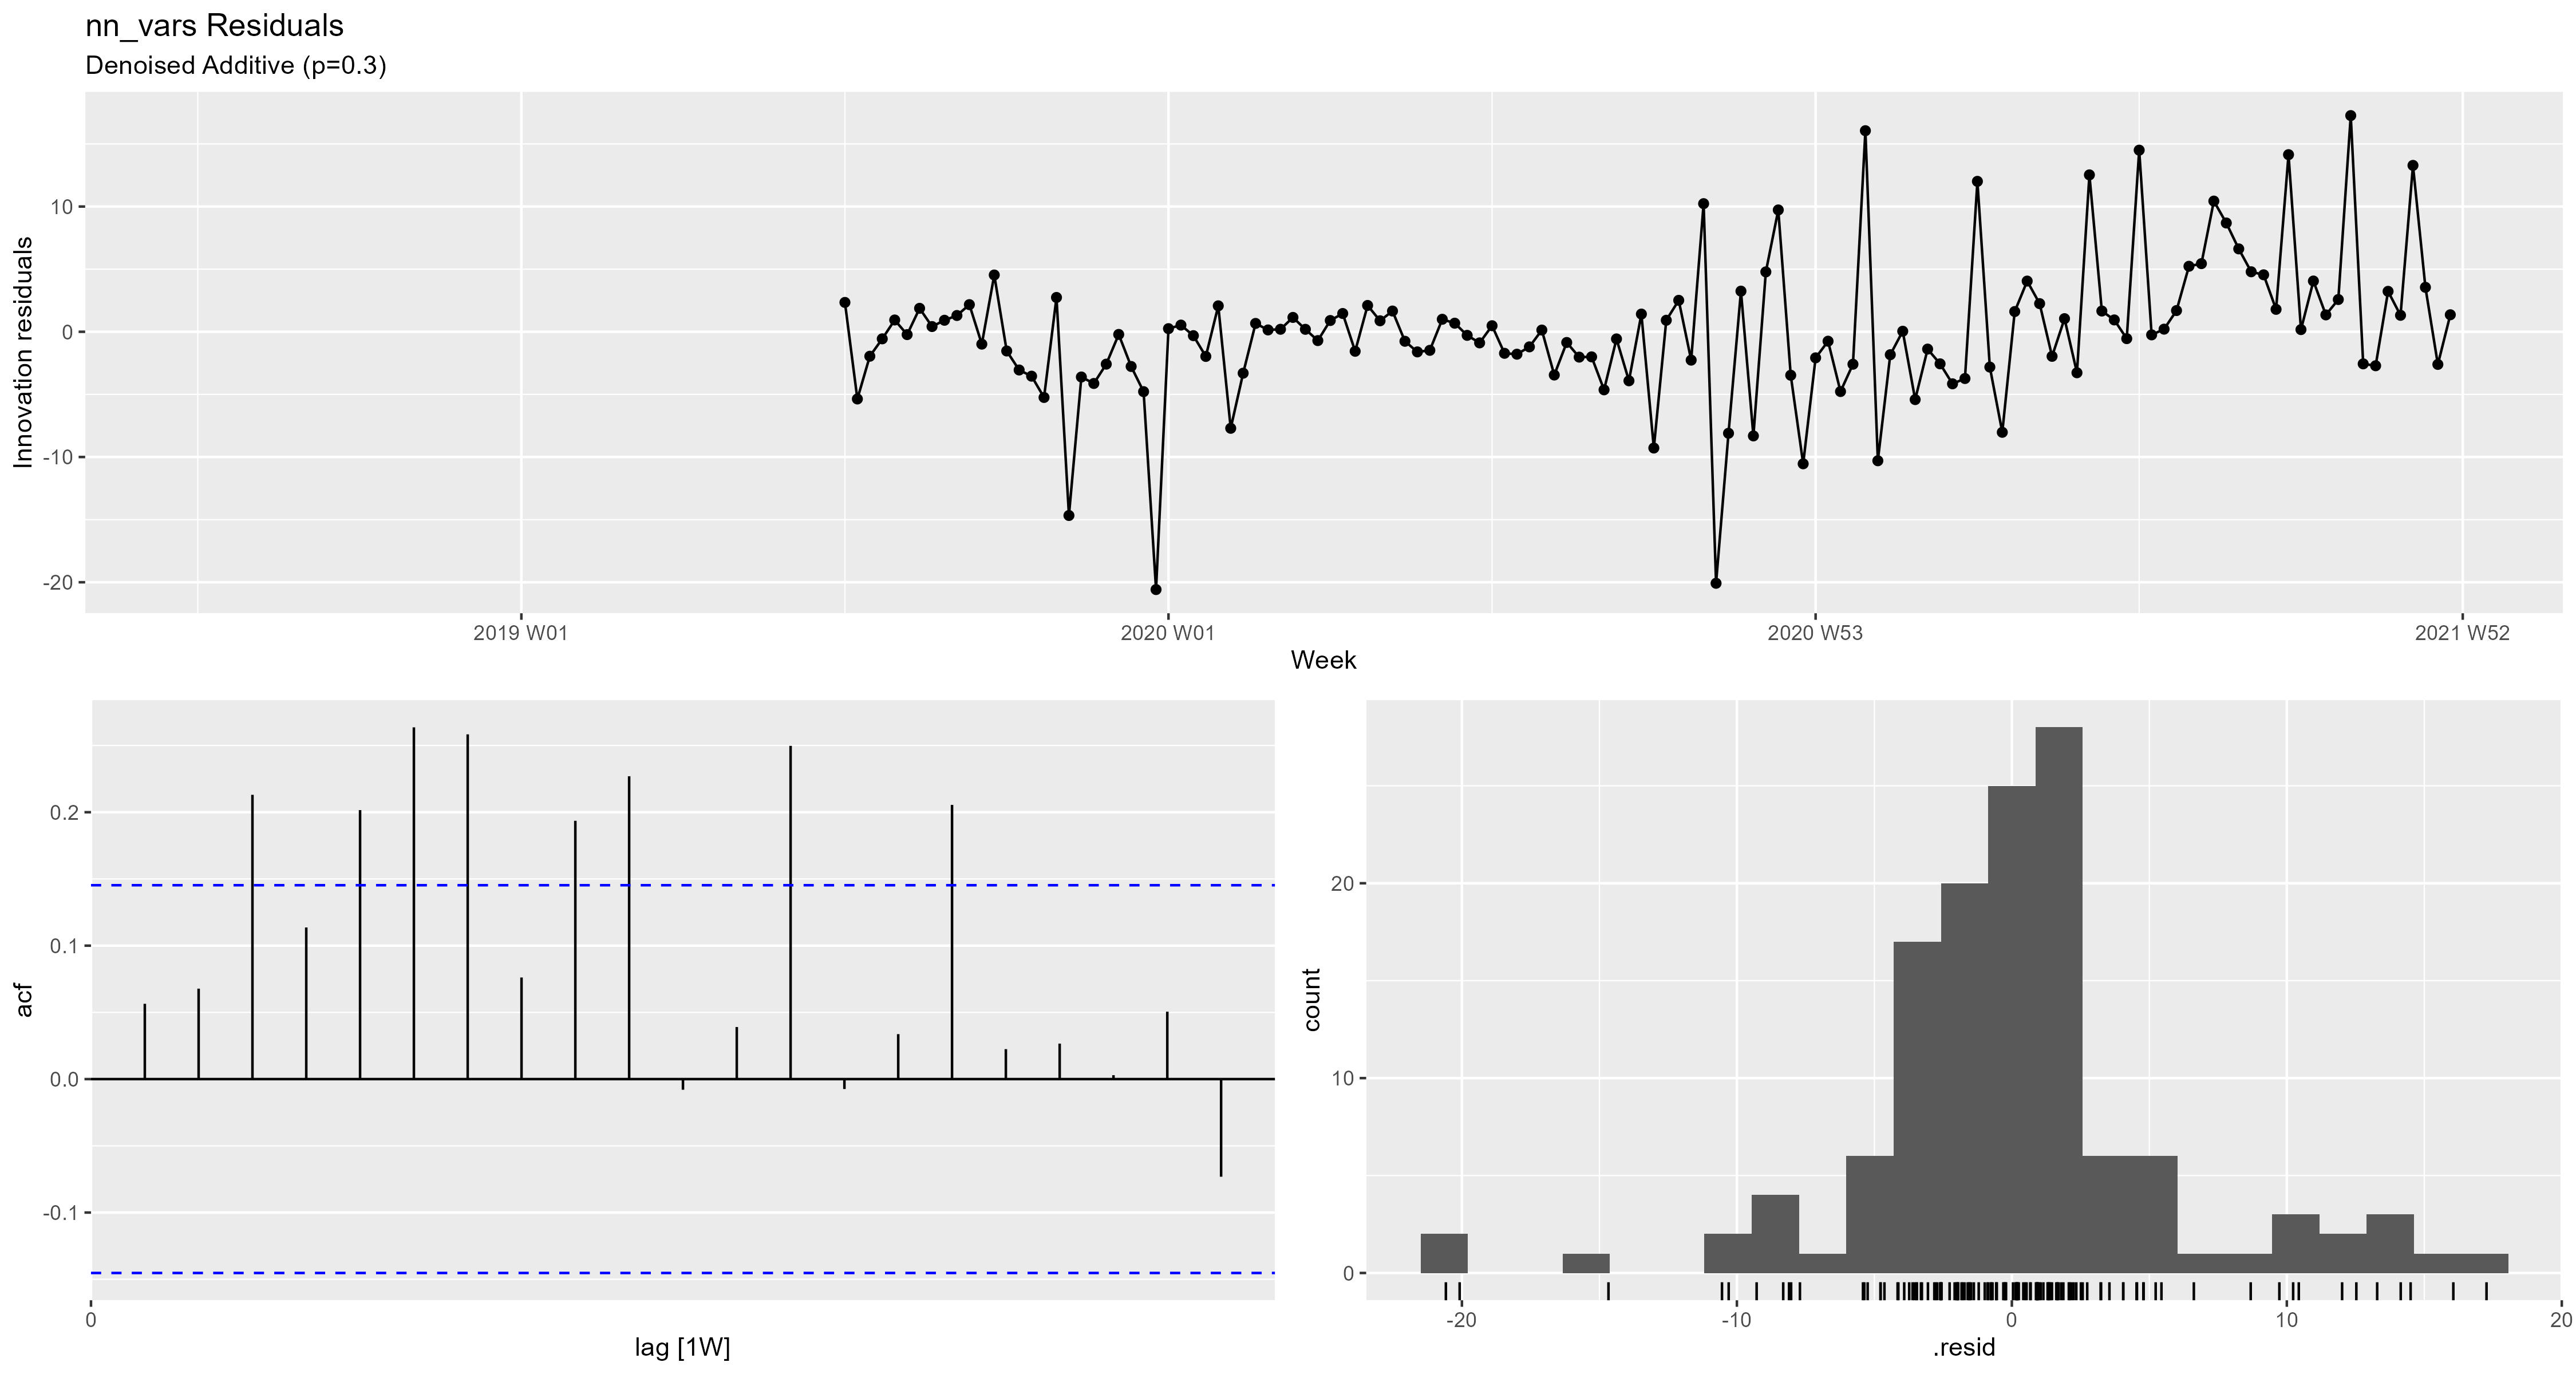 nn_vars Residuals
Denoised Additive (p=0.3)
Innovation residuals
10
0
-10
-20
2019 W01
2020 W01
2020 W53
2021 W52
Week
acf
0.2
0.1
0.0
-0.1
0
lag [1W]
count
20
10
0
-20
-10
0
10
20
.resid